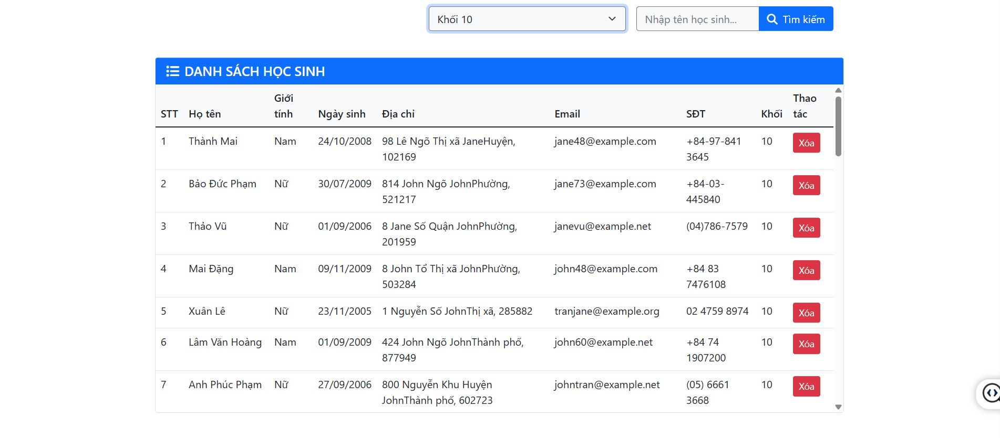 Khối 10
Nhập tên học sinh...
Tìm kiếm
DANH SÁCH HỌC SINH
STT Họ tên Giới tính Ngày sinh Địa chỉ Email SĐT Khối Thao tác
1 Thành Mai Nam 24/10/2008 98 Lê Ngõ Thị xã JaneHuyện, jane48@example.com +84-97-841 10 Xóa
102169 3645
2 Bảo Đức Phạm Nữ 30/07/2009 814 John Ngõ JohnPhường, jane73@example.com +84-03- 10 Xóa
521217 445840
3 Thảo Vũ Nữ 01/09/2006 8 Jane Số Quận JohnPhường, janevu@example.net (04)786-7579 10 Xóa
201959
4 Mai Đặng Nam 09/11/2009 8 John Tổ Thị xã JohnPhường, john48@example.com +84 83 10 Xóa
503284 7476108
5 Xuân Lê Nữ 23/11/2005 1 Nguyễn Số JohnThị xã, 285882 tranjane@example.org 02 4759 8974 10 Xóa
6 Lâm Văn Hoàng Nam 01/09/2009 424 John Ngõ JohnThành phố, john60@example.net +84 74 10 Xóa
877949 1907200
7 Anh Phúc Phạm Nữ 27/09/2006 800 Nguyễn Khu Huyện johntran@example.net (05) 6661 10 Xóa
JohnThành phố, 602723 3668